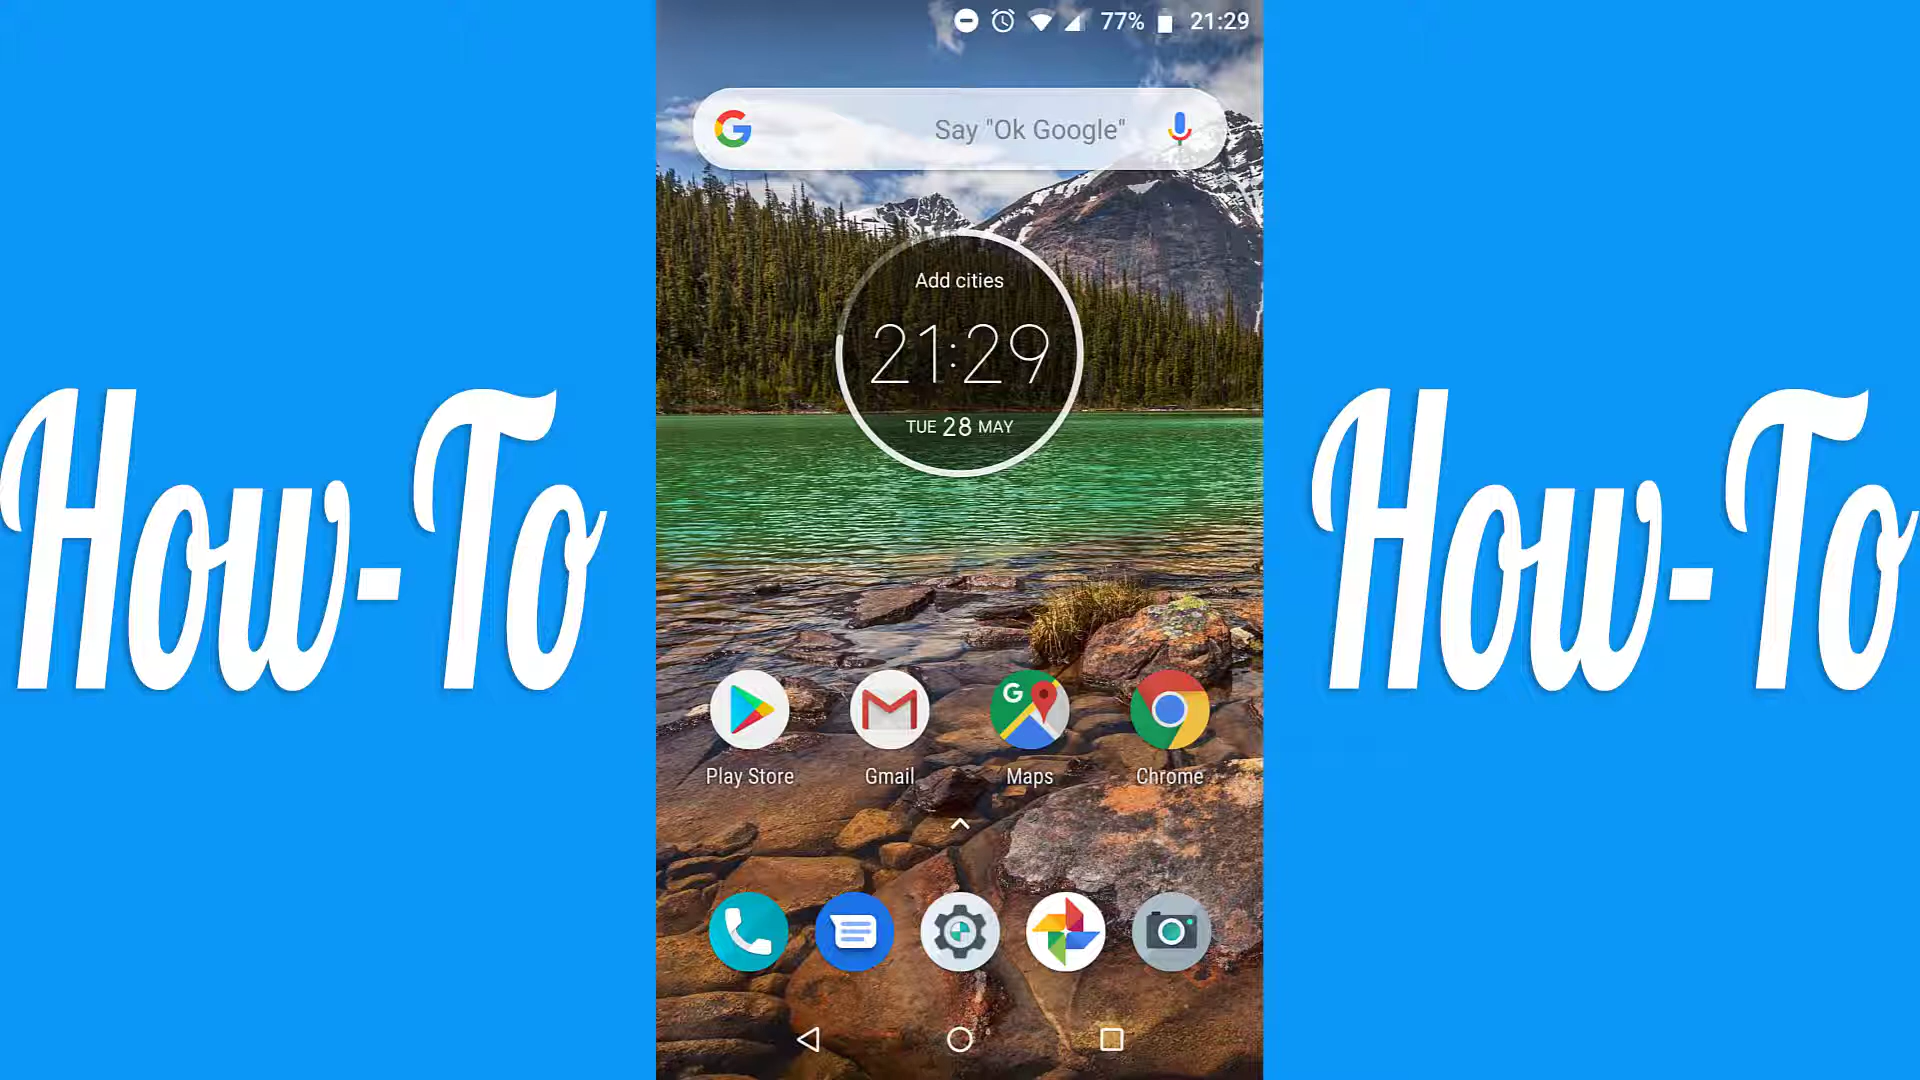 77% 21:29
Say "Ok Google"
Add cities
21:29
TUE 28 MAY
How-To
How-To
Play Store Gmail Maps Chrome